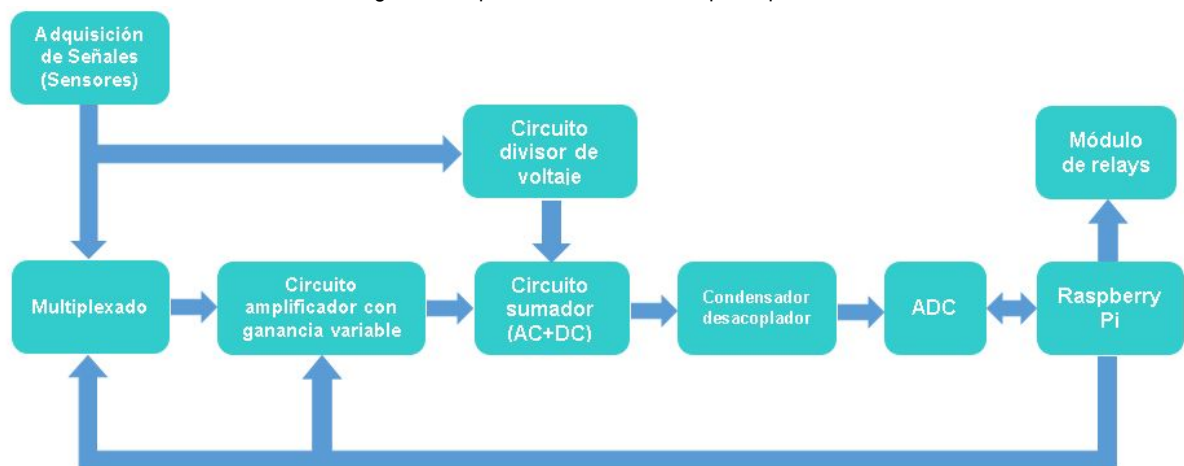 Adquisición
de Señales
(Sensores)
Circuito
divisor de
voltaje
Módulo
de relays
Multiplexado
Circuito
amplificador con
ganancia variable
Circuito
sumador
(AC+DC)
Condensador
desacoplador
ADC
Raspberry
Pi